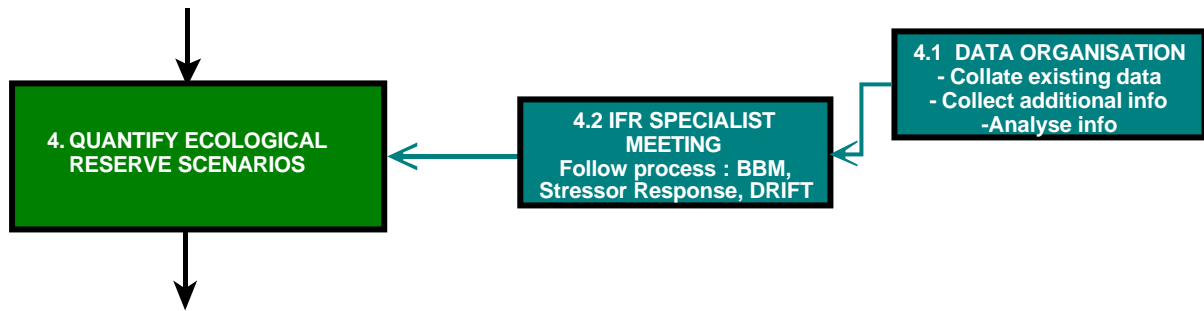 4. QUANTIFY ECOLOGICAL
RESERVE SCENARIOS
4.2 IFR SPECIALIST
MEETING
Follow process : BBM,
Stressor Response, DRIFT
4.1 DATA ORGANISATION
- Collate existing data
- Collect additional info
-Analyse info